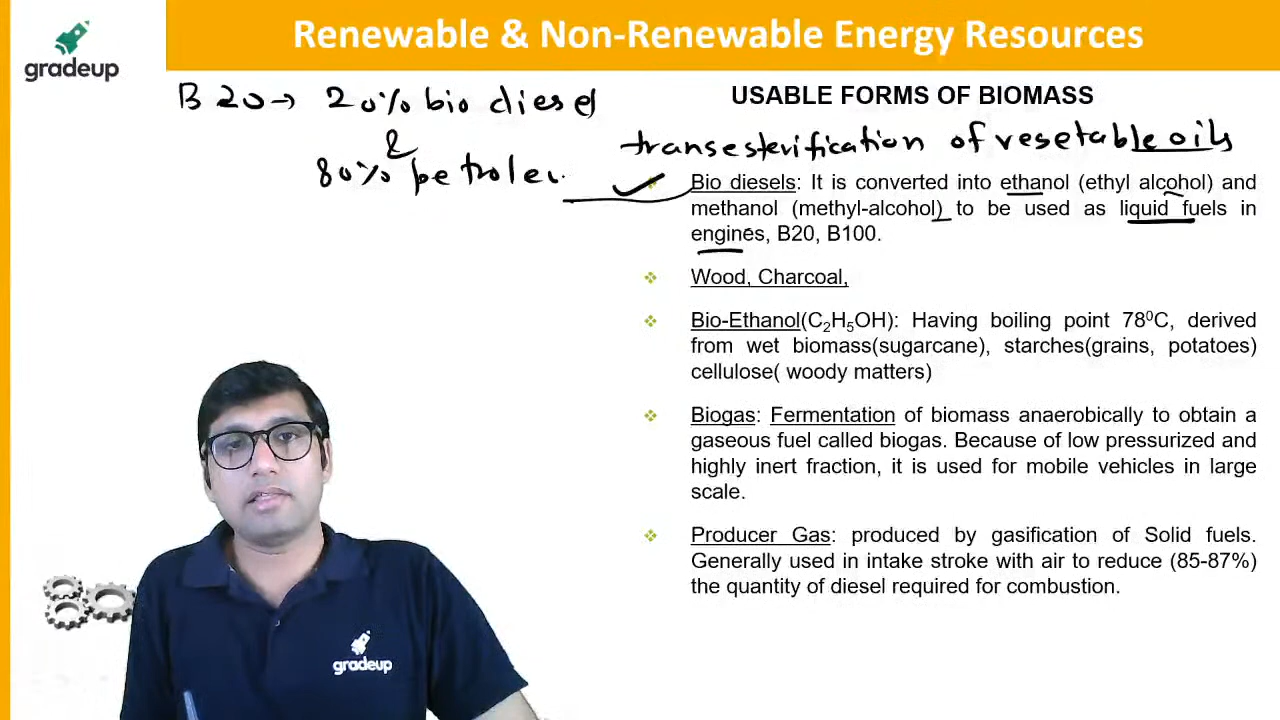 Renewable & Non-Renewable Energy Resources
gradeup
B 20 → 20% bio diesel
&
80% petroleu
USABLE FORMS OF BIOMASS
transesterification of vesetable oils
Bio diesels: It is converted into ethanol (ethyl alcohol) and
methanol (methyl-alcohol) to be used as liquid fuels in
engines, B20, B100.
Wood, Charcoal,
Bio-Ethanol(C₂H₅OH): Having boiling point 78⁰C, derived
from wet biomass(sugarcane), starches(grains, potatoes)
cellulose( woody matters)
Biogas: Fermentation of biomass anaerobically to obtain a
gaseous fuel called biogas. Because of low pressurized and
highly inert fraction, it is used for mobile vehicles in large
scale.
Producer Gas: produced by gasification of Solid fuels.
Generally used in intake stroke with air to reduce (85-87%)
the quantity of diesel required for combustion.
gradeup